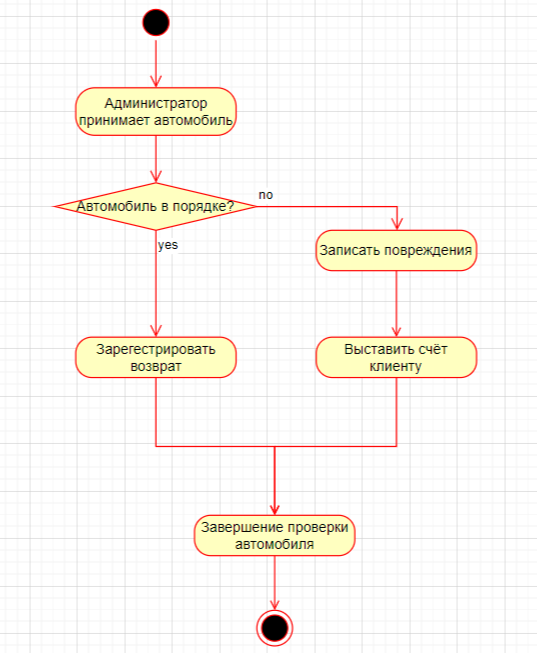 Администратор
принимает автомобиль
Автомобиль в порядке?
no
yes
Записать повреждения
Зарегестрировать
возврат
Выставить счёт
клиенту
Завершение проверки
автомобиля